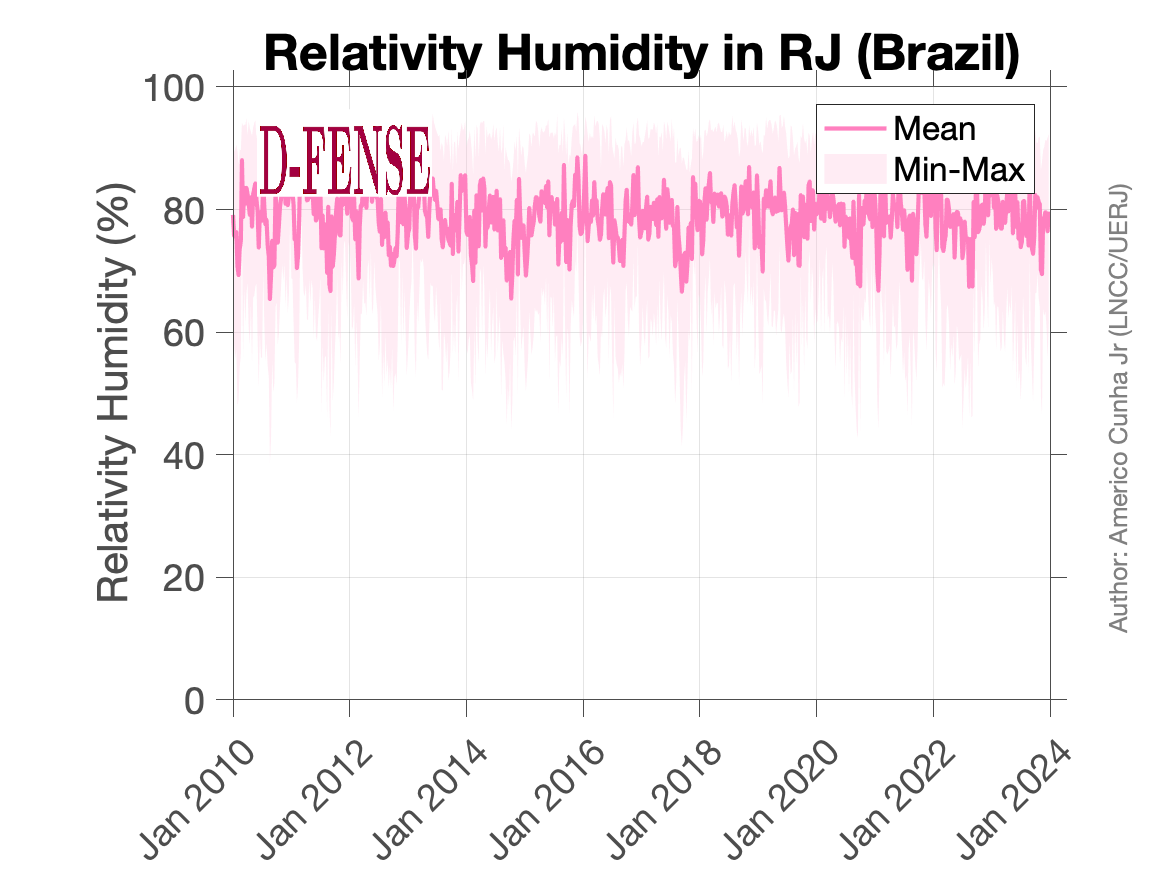 Relativity Humidity in RJ (Brazil)
D-FENSE
Mean
Min-Max
Relativity Humidity (%)
100
80
60
40
20
0
Jan 2010
Jan 2012
Jan 2014
Jan 2016
Jan 2018
Jan 2020
Jan 2022
Jan 2024
Author: Americo Cunha Jr (LNCC/UERJ)